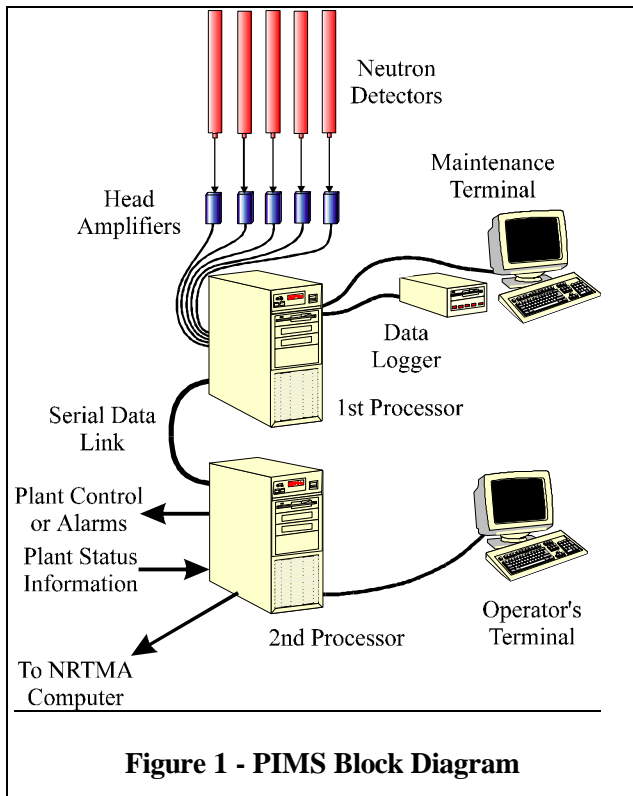 Neutron
Detectors
Maintenance
Terminal
Head
Amplifiers
Data
Logger
1st Processor
Serial Data
Link
Plant Control
or Alarms
Plant Status
Information
Operator's
Terminal
2nd Processor
To NRTMA
Computer
Figure 1 - PIMS Block Diagram